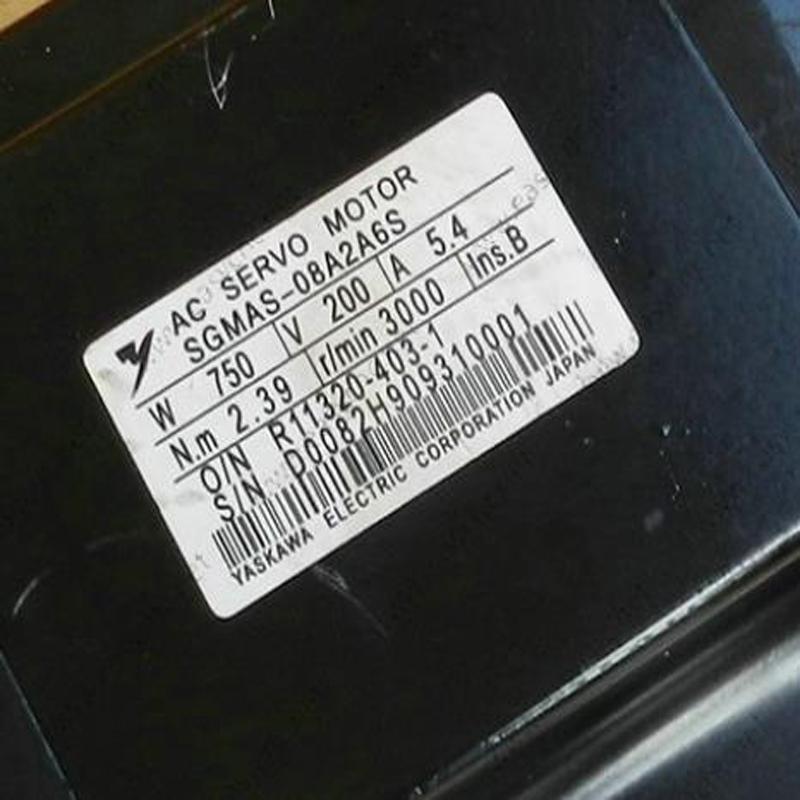 AC SERVO MOTOR
SGMAS-08A2A6S
W 750 V 200 A 5.4
N.m 2.39 r/min 3000 Ins.B
O/N R11320-403-1
S/N D0082H909310001
YASKAWA ELECTRIC CORPORATION JAPAN